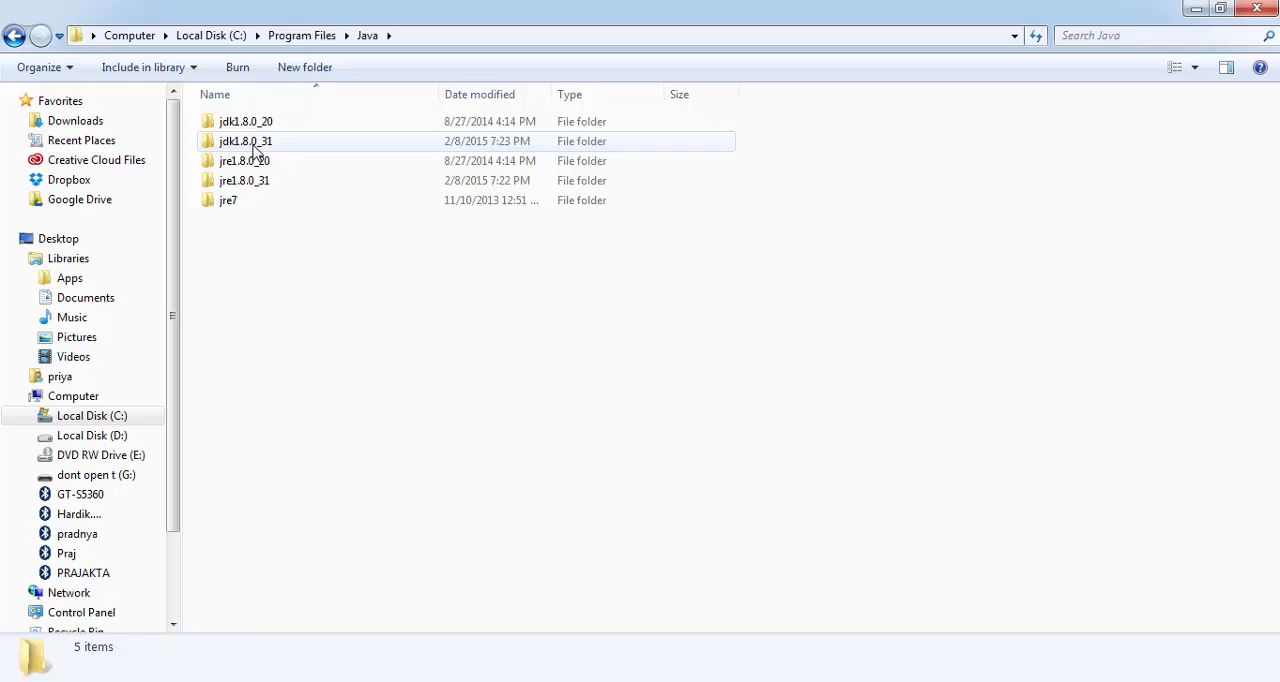 Computer Local Disk (C:) Program Files Java Search Java
Organize Include in library Burn New folder
Name Date modified Type Size
jdk1.8.0_20 8/27/2014 4:14 PM File folder
jdk1.8.0_31 2/8/2015 7:23 PM File folder
jre1.8.0_20 8/27/2014 4:14 PM File folder
jre1.8.0_31 2/8/2015 7:22 PM File folder
jre7 11/10/2013 12:51 ... File folder
Favorites
Downloads
Recent Places
Creative Cloud Files
Dropbox
Google Drive
Desktop
Libraries
Apps
Documents
Music
Pictures
Videos
priya
Computer
Local Disk (C:)
Local Disk (D:)
DVD RW Drive (E:)
dont open t (G:)
GT-S5360
Hardik....
pradnya
Praj
PRAJAKTA
Network
Control Panel
Recycle Bin
5 items